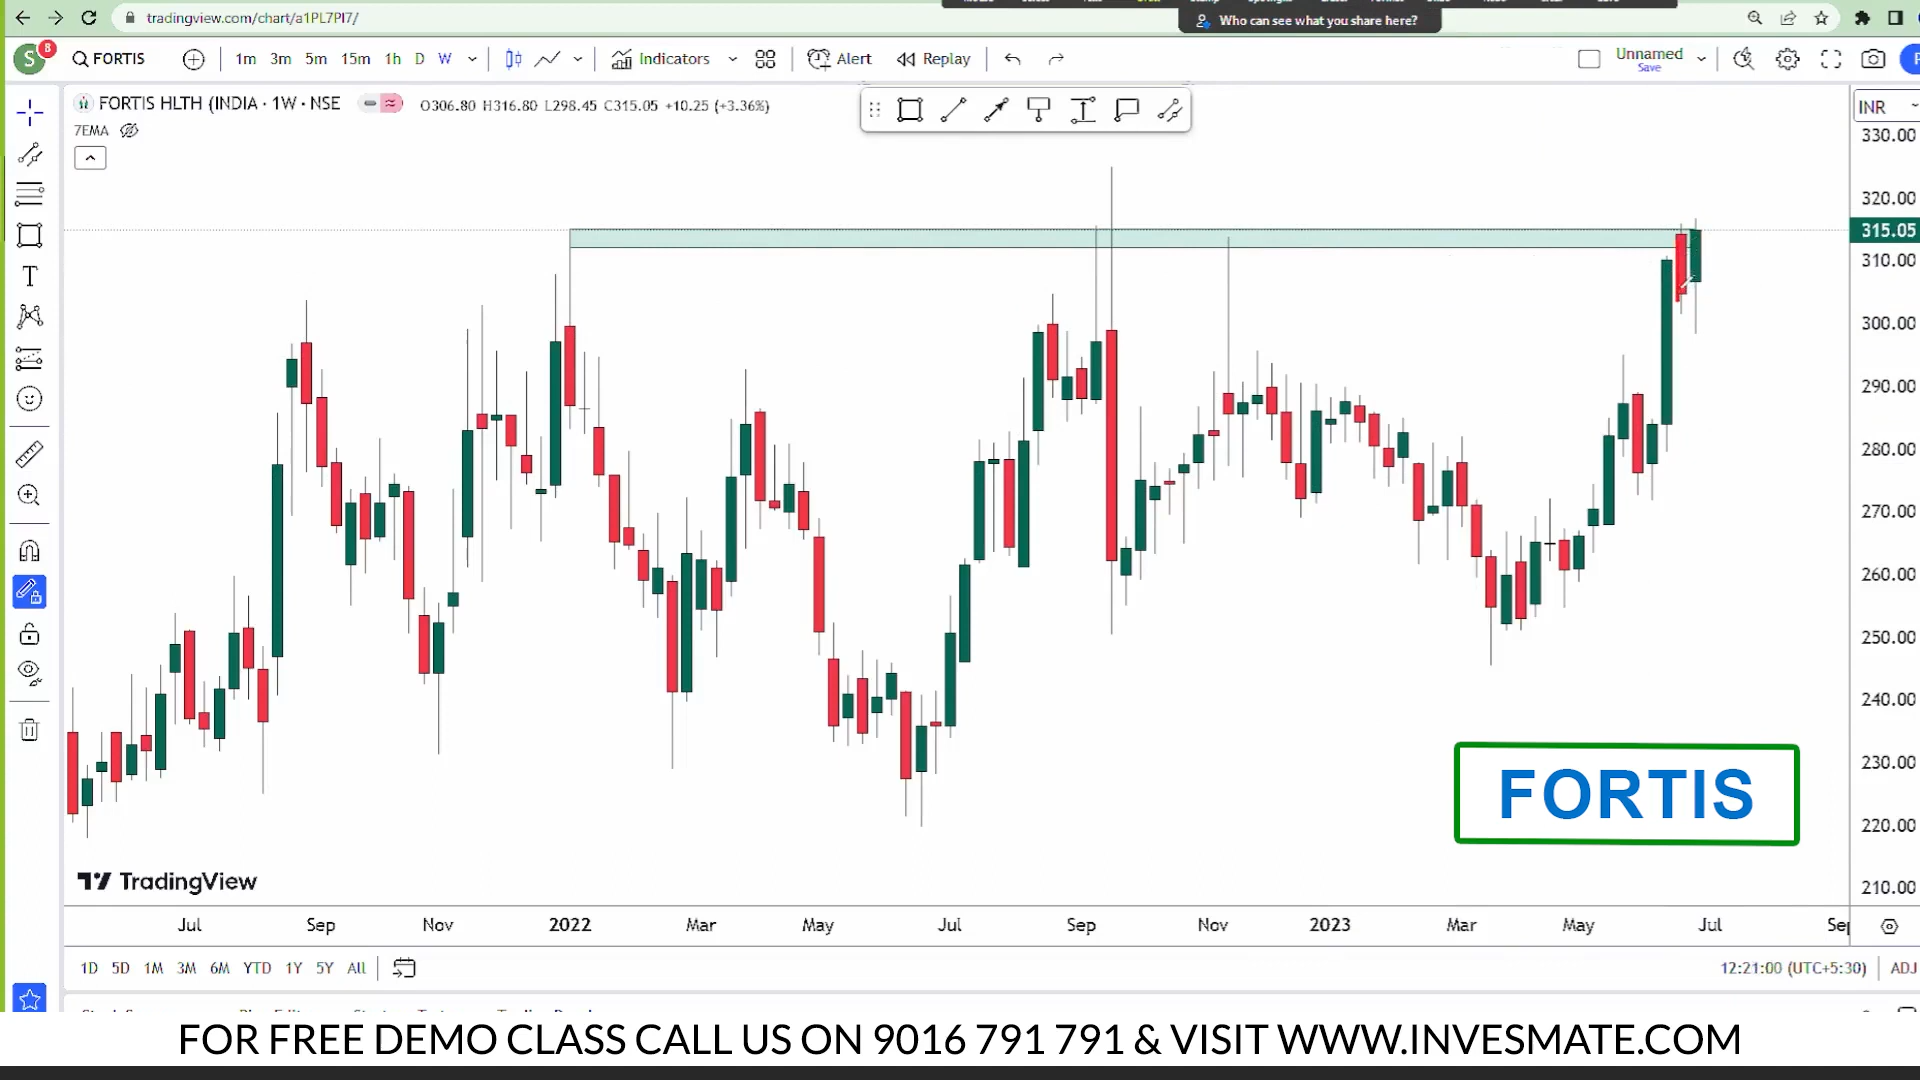 tradingview.com/chart/a1PL7PI7/
Who can see what you share here?
S 8 FORTIS 1m 3m 5m 15m 1h D W Indicators Alert Replay Unnamed
Save
FORTIS HLTH (INDIA · 1W · NSE O306.80 H316.80 L298.45 C315.05 +10.25 (+3.36%) INR
7EMA
330.00
320.00
315.05
310.00
300.00
290.00
280.00
270.00
260.00
250.00
240.00
230.00
220.00
210.00
FORTIS
TradingView
Jul Sep Nov 2022 Mar May Jul Sep Nov 2023 Mar May Jul
1D 5D 1M 3M 6M YTD 1Y 5Y All 12:21:00 (UTC+5:30) ADJ
FOR FREE DEMO CLASS CALL US ON 9016 791 791 & VISIT WWW.INVESMATE.COM